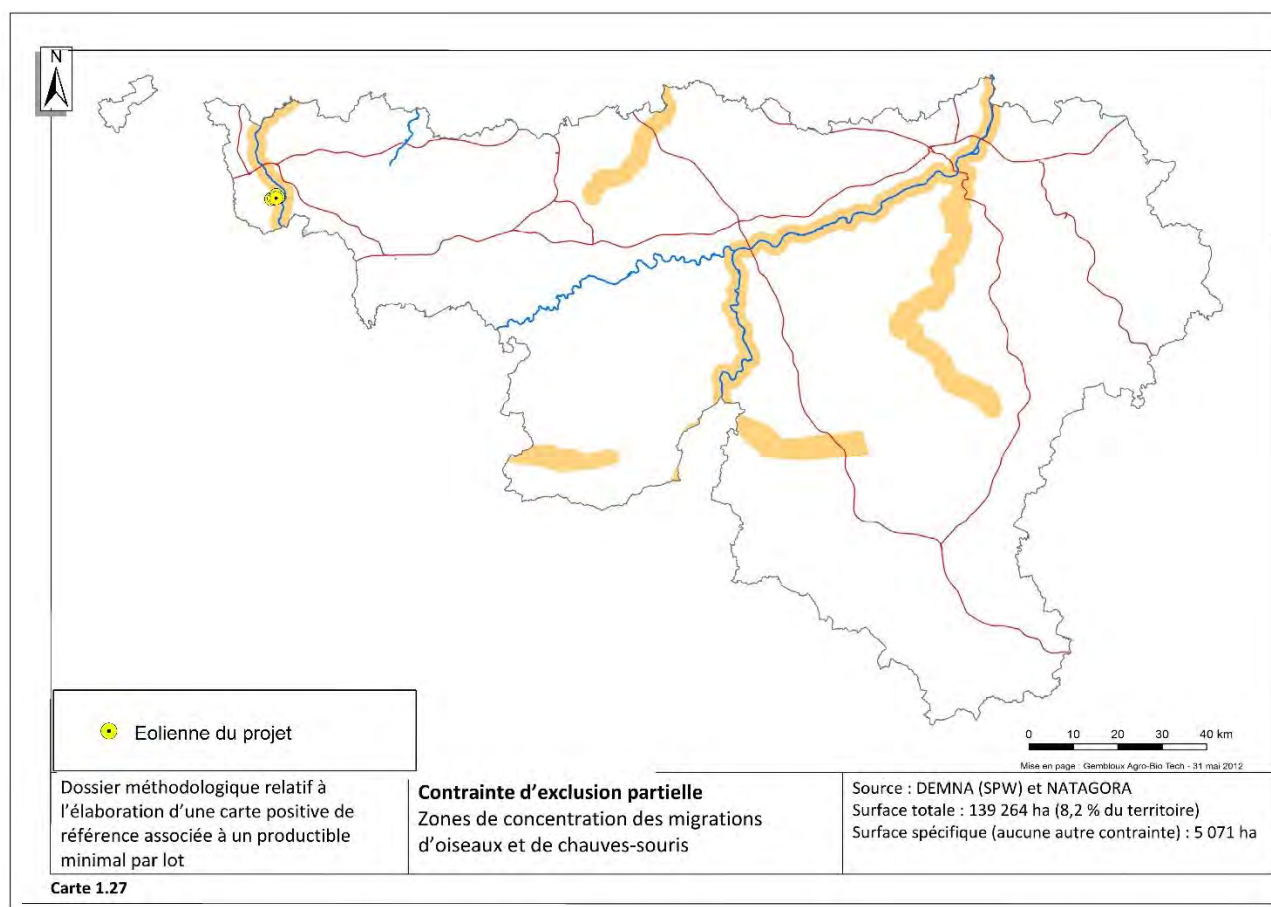 N
0 10 20 30 40 km
Mise en page : Gembloux Agro-Bio Tech - 31 mai 2012
Eolienne du projet
Dossier méthodologique relatif à
l'élaboration d'une carte positive de
référence associée à un productible
minimal par lot
Contrainte d'exclusion partielle
Zones de concentration des migrations
d'oiseaux et de chauves-souris
Source : DEMNA (SPW) et NATAGORA
Surface totale : 139 264 ha (8,2 % du territoire)
Surface spécifique (aucune autre contrainte) : 5 071 ha
Carte 1.27